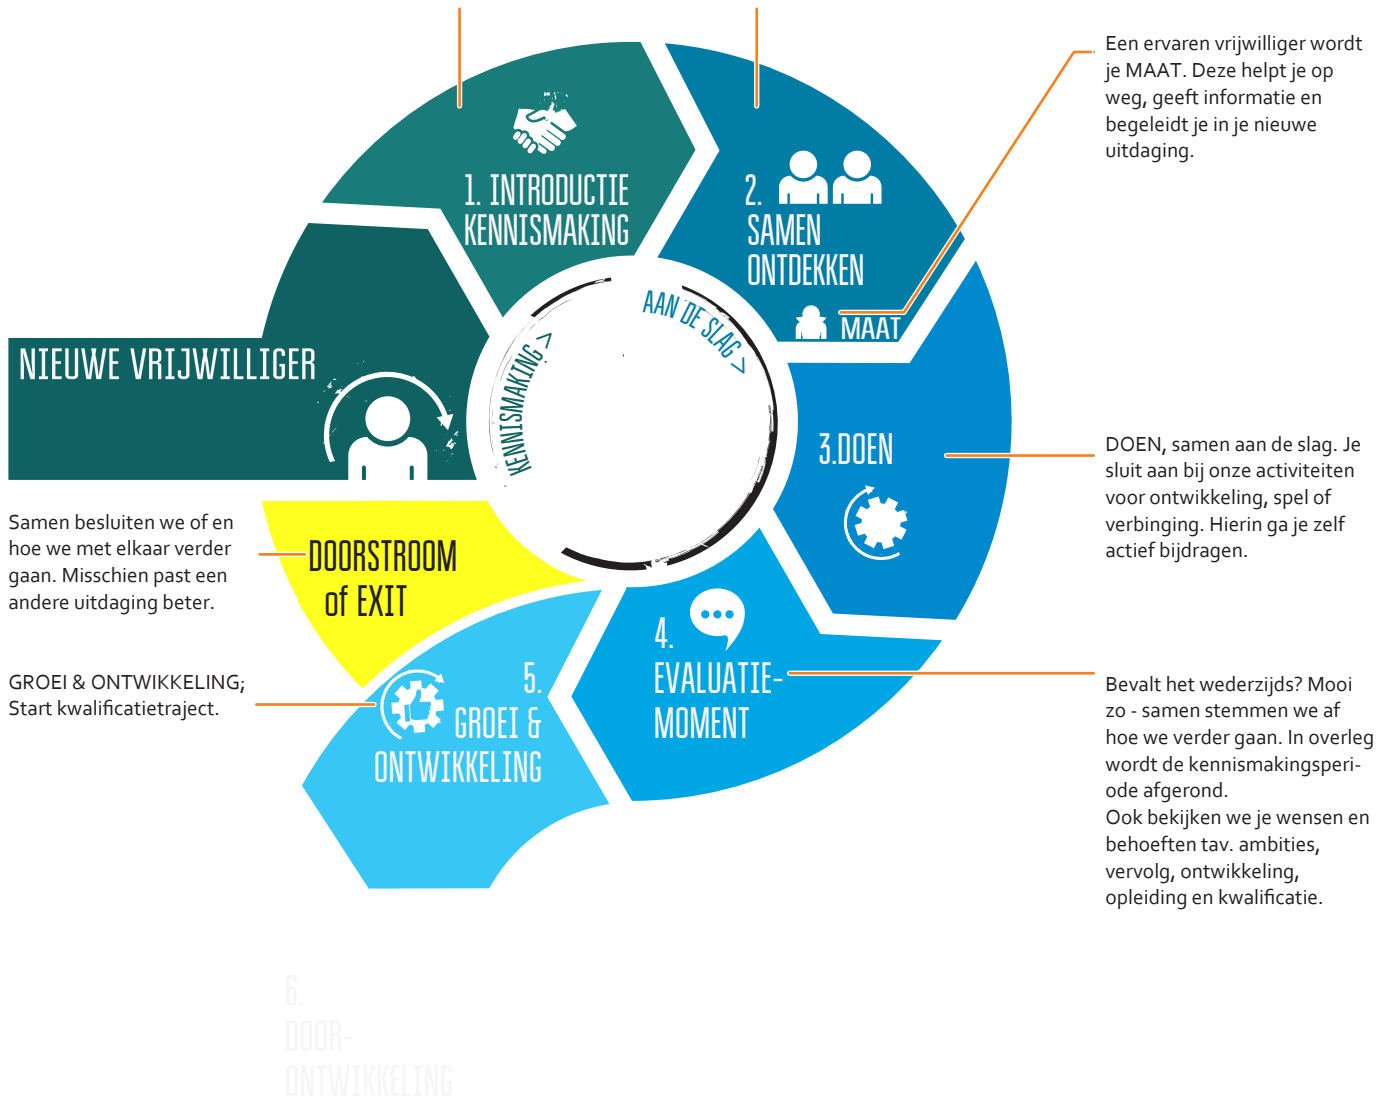 Een ervaren vrijwilliger wordt
je MAAT. Deze helpt je op
weg, geeft informatie en
begeleidt je in je nieuwe
uitdaging.
1. INTRODUCTIE
KENNISMAKING
2.
SAMEN
ONTDEKKEN
MAAT
AAN DE SLAG >
KENNISMAKING >
NIEUWE VRIJWILLIGER
3.DOEN
DOEN, samen aan de slag. Je
sluit aan bij onze activiteiten
voor ontwikkeling, spel of
verbinging. Hierin ga je zelf
actief bijdragen.
Samen besluiten we of en
hoe we met elkaar verder
gaan. Misschien past een
andere uitdaging beter.
DOORSTROOM
of EXIT
4.
EVALUATIE-
MOMENT
GROEI & ONTWIKKELING;
Start kwalificatietraject.
5.
GROEI &
ONTWIKKELING
Bevalt het wederzijds? Mooi
zo - samen stemmen we af
hoe we verder gaan. In overleg
wordt de kennismakingsperi-
ode afgerond.
Ook bekijken we je wensen en
behoeften tav. ambities,
vervolg, ontwikkeling,
opleiding en kwalificatie.
6.
DOOR-
ONTWIKKELING